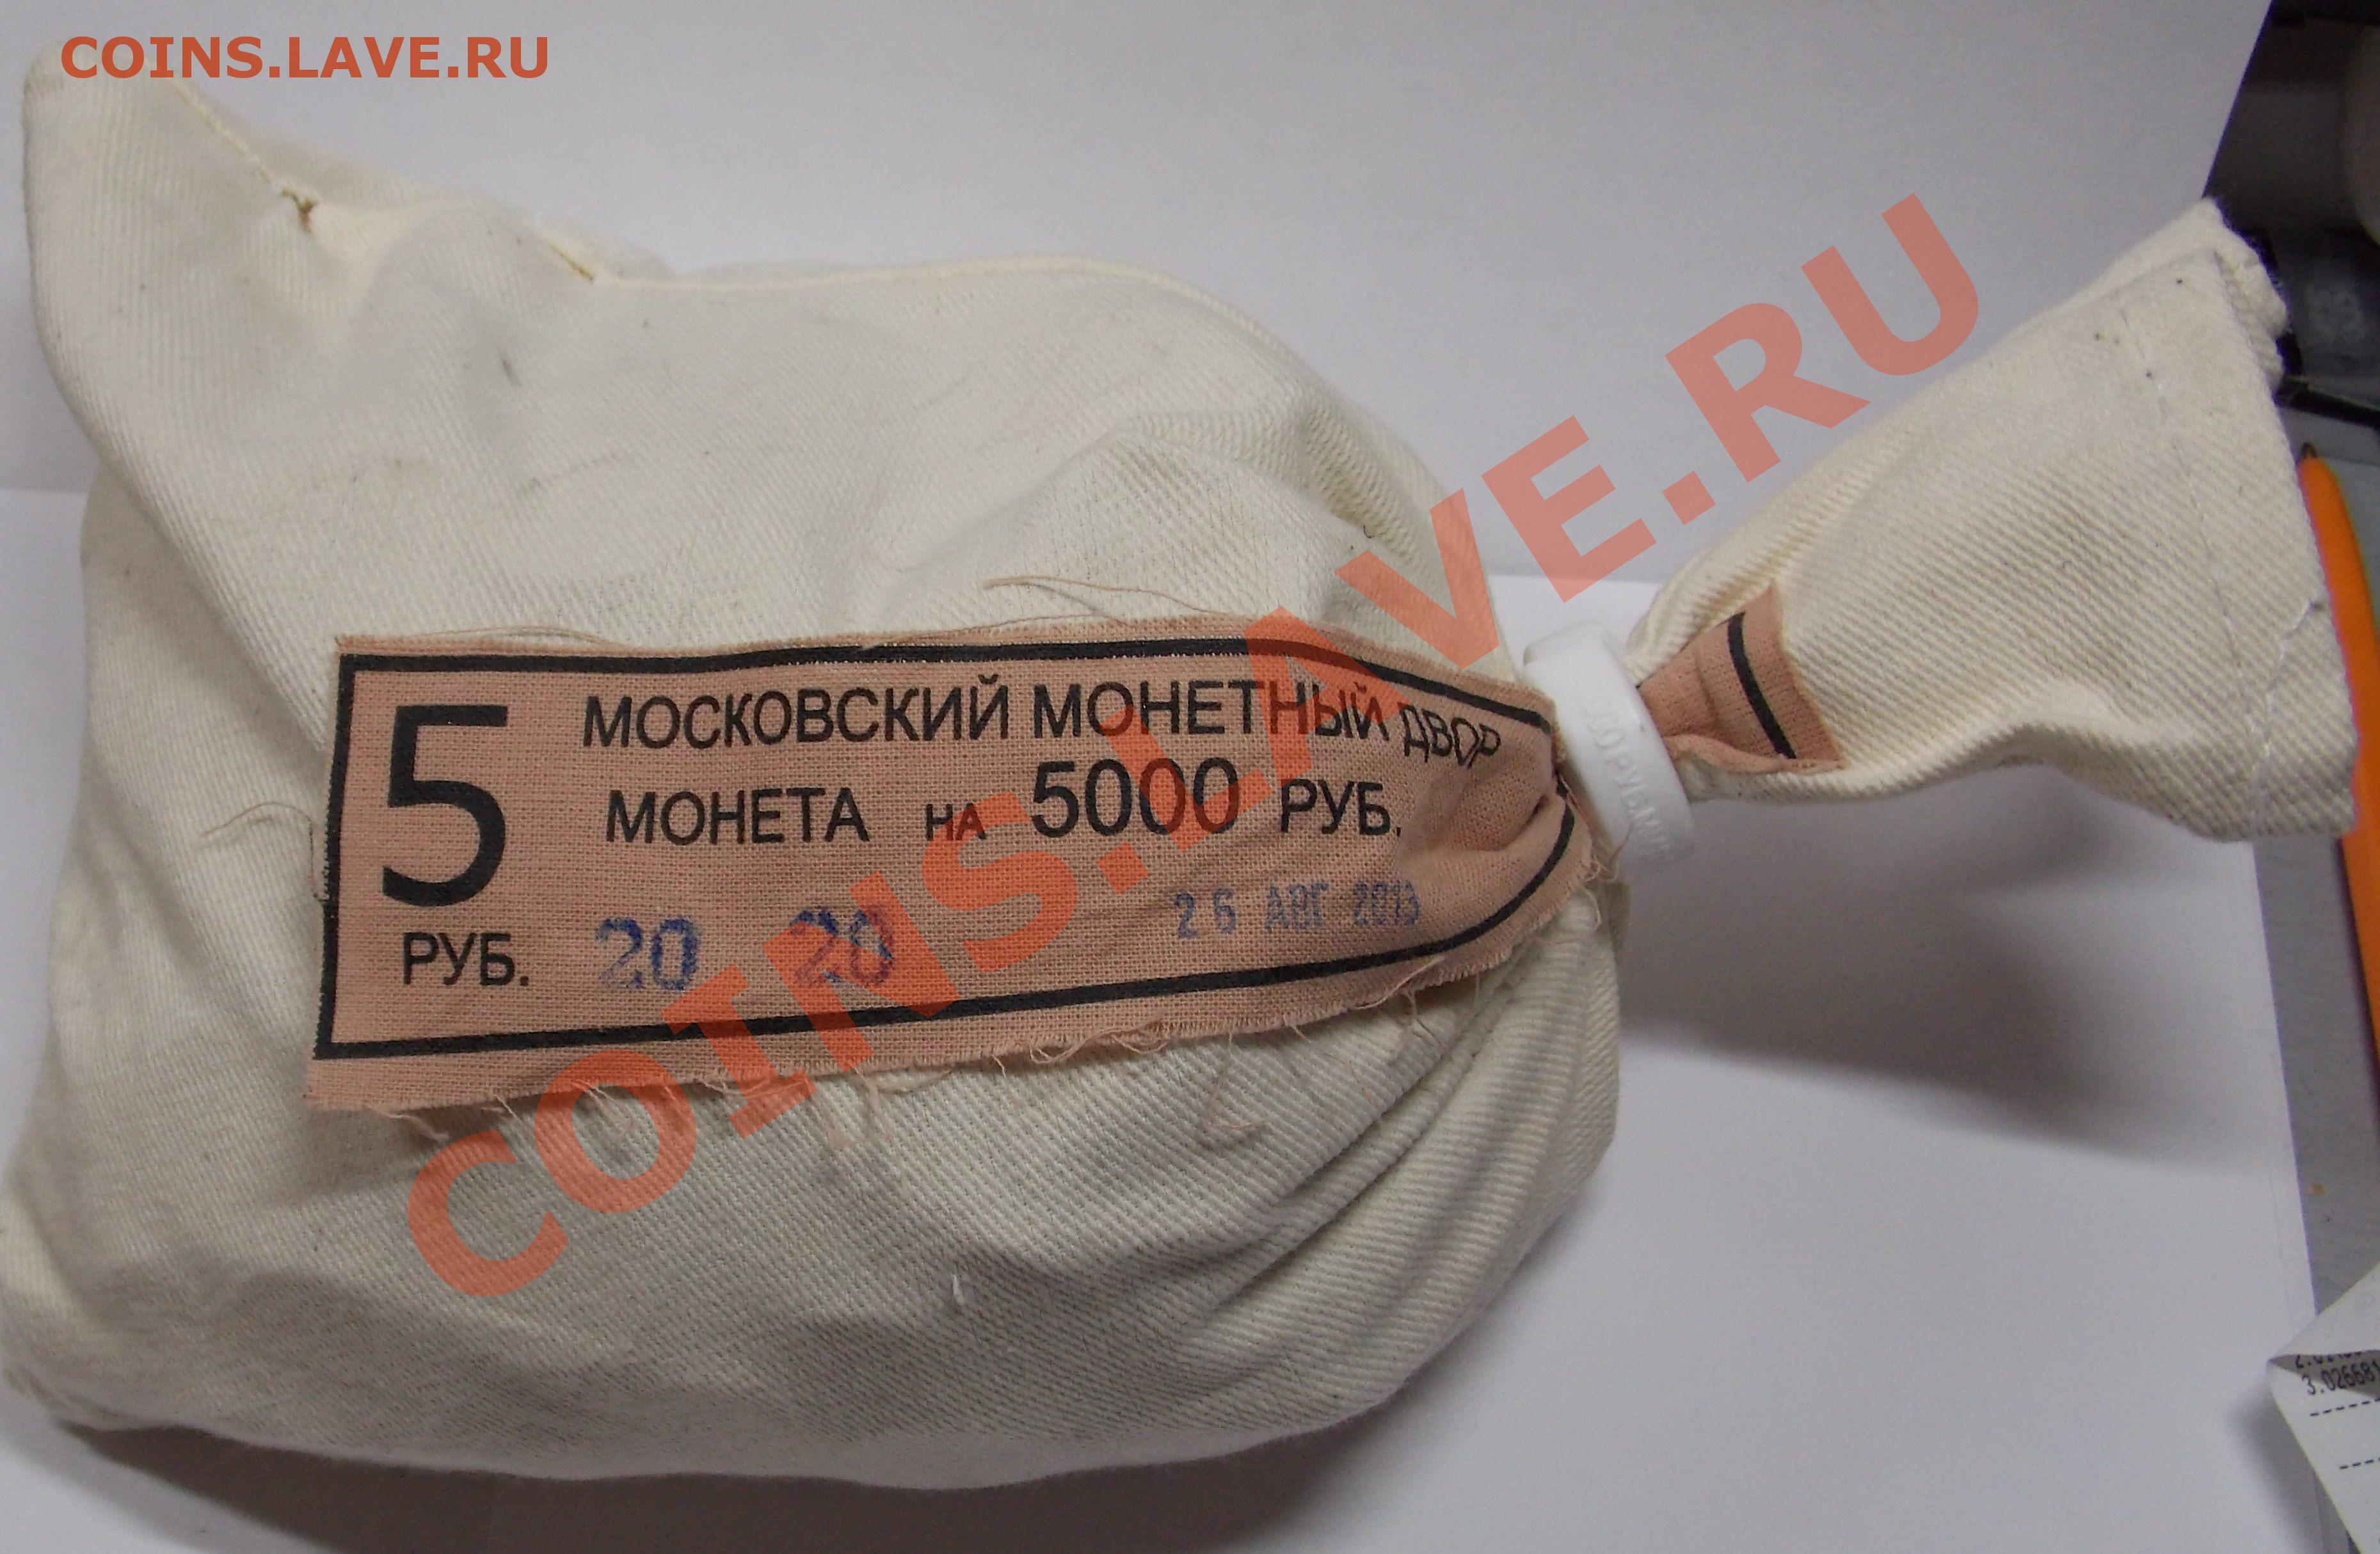 COINS.LAVE.RU
COINS.LAVE.RU
5 РУБ.
МОСКОВСКИЙ МОНЕТНЫЙ ДВОР
МОНЕТА НА 5000 РУБ.
20 20 26 АВГ 2013